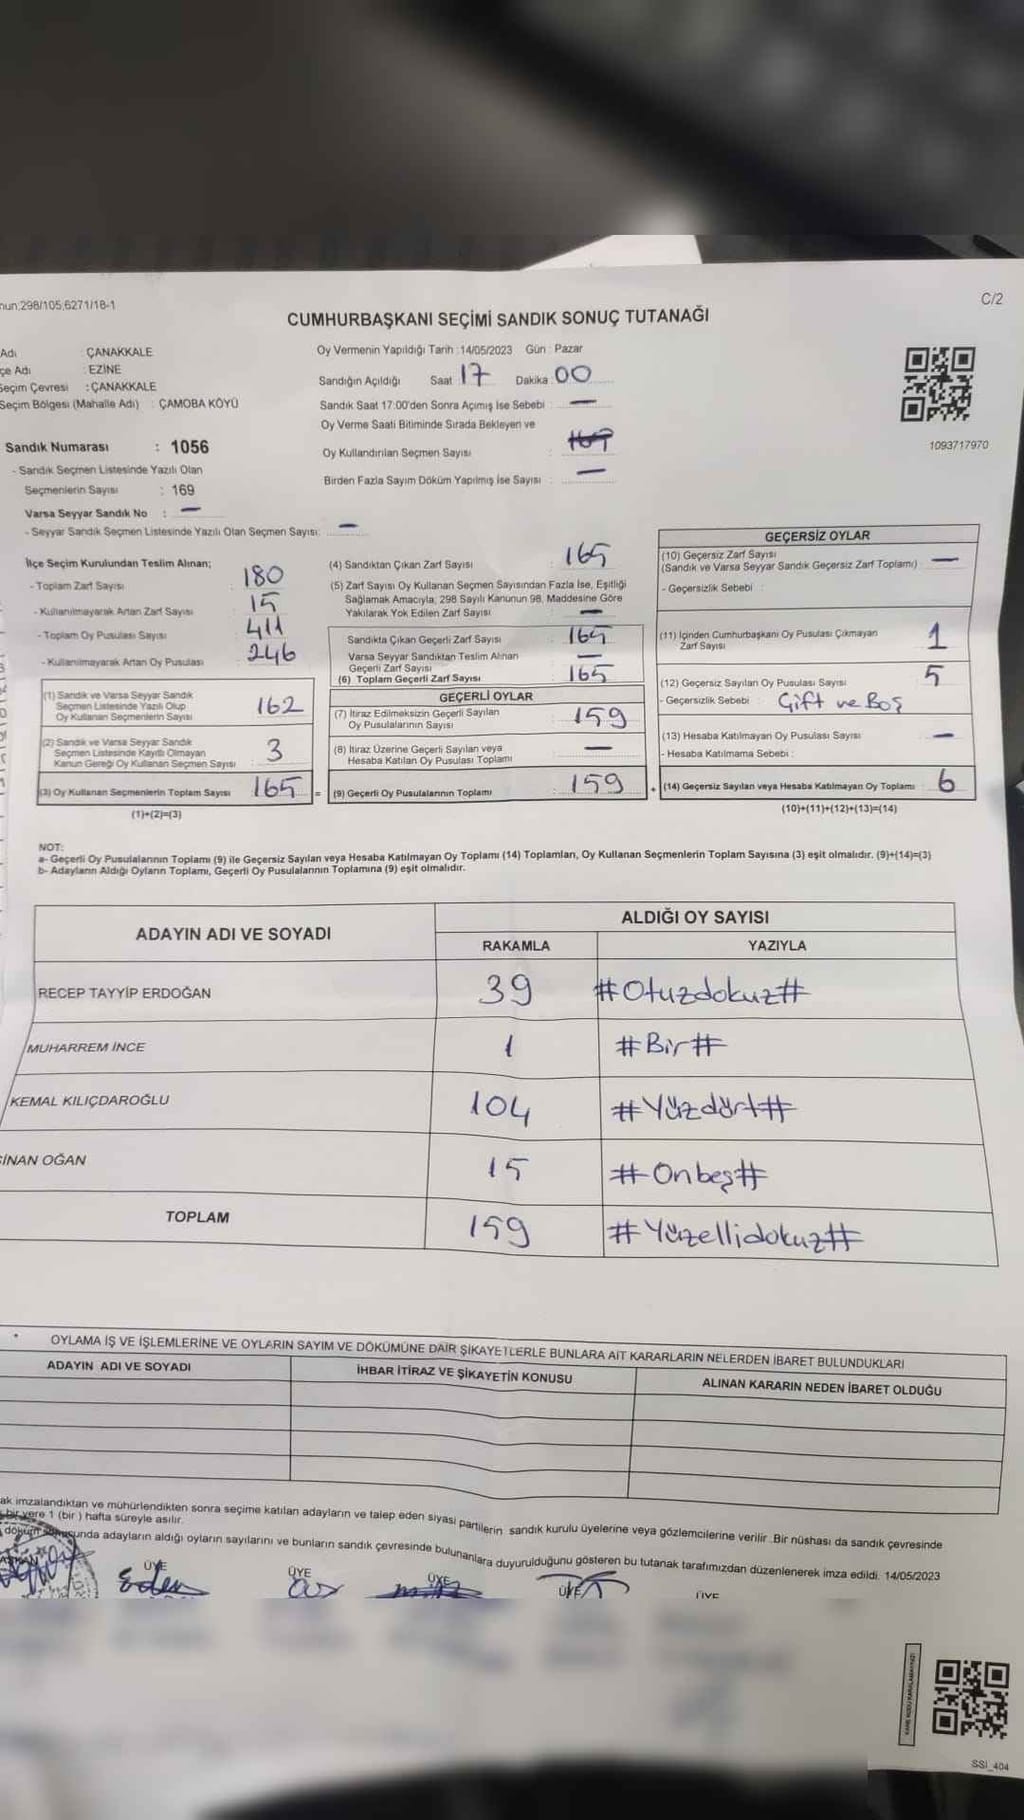 298/105,6271/18-1
C/2
CUMHURBAŞKANI SEÇİMİ SANDIK SONUÇ TUTANAĞI
Adı : ÇANAKKALE
Adı : EZİNE
Seçim Çevresi : ÇANAKKALE
Seçim Bölgesi (Mahalle Adı) : ÇAMOBA KÖYÜ
Oy Vermenin Yapıldığı Tarih : 14/05/2023 Gün : Pazar
Sandığın Açıldığı Saat : 17 Dakika : 00
Sandık Saat 17:00'den Sonra Açımış İse Sebebi : —
Oy Verme Saati Bitiminde Sırada Bekleyen ve
Oy Kullandırılan Seçmen Sayısı :
Birden Fazla Sayım Döküm Yapılmış İse Sayısı : —
1093717970
Sandık Numarası : 1056
- Sandık Seçmen Listesinde Yazılı Olan
Seçmenlerin Sayısı : 169
Varsa Seyyar Sandık No : —
- Seyyar Sandık Seçmen Listesinde Yazılı Olan Seçmen Sayısı: —
İlçe Seçim Kurulundan Teslim Alınan;
- Toplam Zarf Sayısı : 180
- Kullanılmayarak Artan Zarf Sayısı : 15
- Toplam Oy Pusulası Sayısı : 411
- Kullanılmayarak Artan Oy Pusulası : 246
(1) Sandık ve Varsa Seyyar Sandık
Seçmen Listesinde Yazılı Olup
Oy Kullanan Seçmenlerin Sayısı : 162
(2) Sandık ve Varsa Seyyar Sandık
Seçmen Listesinde Kayıtlı Olmayan
Kanun Gereği Oy Kullanan Seçmen Sayısı : 3
(3) Oy Kullanan Seçmenlerin Toplam Sayısı : 165 =
(1)+(2)=(3)
(4) Sandıktan Çıkan Zarf Sayısı : 165
(5) Zarf Sayısı Oy Kullanan Seçmen Sayısından Fazla İse, Eşitliği
Sağlamak Amacıyla, 298 Sayılı Kanunun 98. Maddesine Göre
Yakılarak Yok Edilen Zarf Sayısı : —
Sandıkta Çıkan Geçerli Zarf Sayısı : 165
Varsa Seyyar Sandıktan Teslim Alınan
Geçerli Zarf Sayısı : —
(6) Toplam Geçerli Zarf Sayısı : 165
GEÇERLİ OYLAR
(7) İtiraz Edilmeksizin Geçerli Sayılan
Oy Pusulalarının Sayısı : 159
(8) İtiraz Üzerine Geçerli Sayılan veya
Hesaba Katılan Oy Pusulası Toplamı : —
(9) Geçerli Oy Pusulalarının Toplamı : 159 +
GEÇERSİZ OYLAR
(10) Geçersiz Zarf Sayısı
(Sandık ve Varsa Seyyar Sandık Geçersiz Zarf Toplamı) : —
- Geçersizlik Sebebi :
(11) İçinden Cumhurbaşkanı Oy Pusulası Çıkmayan
Zarf Sayısı : 1
(12) Geçersiz Sayılan Oy Pusulası Sayısı : 5
- Geçersizlik Sebebi : Çift ve Boş
(13) Hesaba Katılmayan Oy Pusulası Sayısı : —
- Hesaba Katılmama Sebebi :
(14) Geçersiz Sayılan veya Hesaba Katılmayan Oy Toplamı : 6
(10)+(11)+(12)+(13)=(14)
NOT:
a- Geçerli Oy Pusulalarının Toplamı (9) ile Geçersiz Sayılan veya Hesaba Katılmayan Oy Toplamı (14) Toplamları, Oy Kullanan Seçmenlerin Toplam Sayısına (3) eşit olmalıdır. (9)+(14)=(3)
b- Adayların Aldığı Oyların Toplamı, Geçerli Oy Pusulalarının Toplamına (9) eşit olmalıdır.
ADAYIN ADI VE SOYADI
ALDIĞI OY SAYISI
RAKAMLA YAZIYLA
RECEP TAYYİP ERDOĞAN 39 #Otuzdokuz#
MUHARREM İNCE 1 #Bir#
KEMAL KILIÇDAROĞLU 104 #Yüzdört#
SİNAN OĞAN 15 #Onbeş#
TOPLAM 159 #Yüzellidokuz#
OYLAMA İŞ VE İŞLEMLERİNE VE OYLARIN SAYIM VE DÖKÜMÜNE DAİR ŞİKAYETLERLE BUNLARA AİT KARARLARIN NELERDEN İBARET BULUNDUKLARI
ADAYIN ADI VE SOYADI İHBAR İTİRAZ VE ŞİKAYETİN KONUSU ALINAN KARARIN NEDEN İBARET OLDUĞU
imzalandıktan ve mühürlendikten sonra seçime katılan adayların ve talep eden siyasi partilerin sandık kurulu üyelerine veya gözlemcilerine verilir. Bir nüshası da sandık çevresinde
bir yere 1 (bir) hafta süreyle asılır.
adayların aldığı oyların sayılarını ve bunların sandık çevresinde bulunanlara duyurulduğunu gösteren bu tutanak tarafımızdan düzenlenerek imza edildi. 14/05/2023
ÜYE ÜYE ÜYE ÜYE ÜYE
SSİ_404